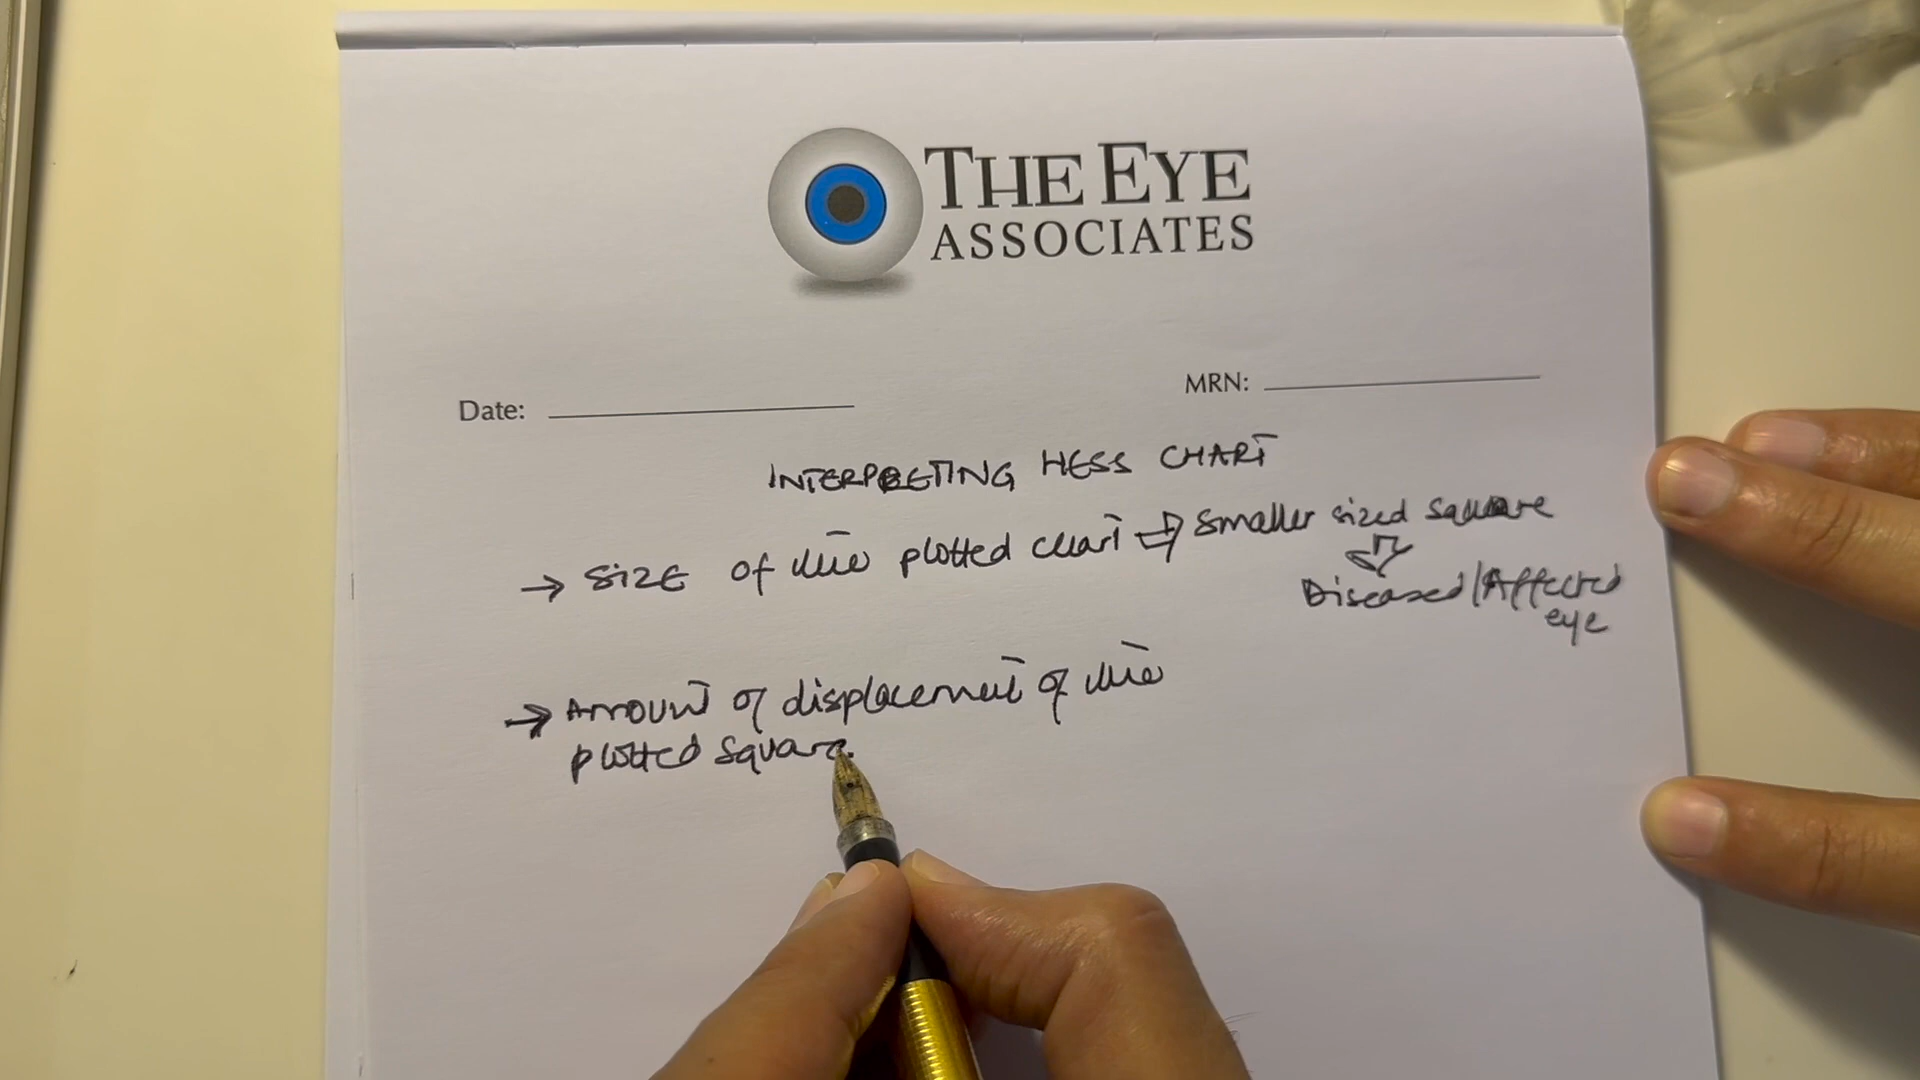 THE EYE
ASSOCIATES
Date:
MRN:
INTERPRETING HESS CHART
→ SIZE of the plotted chart ⇒ Smaller sized square
⇓
Diseased/Affected
eye
→ Amount of displacement of the
plotted square